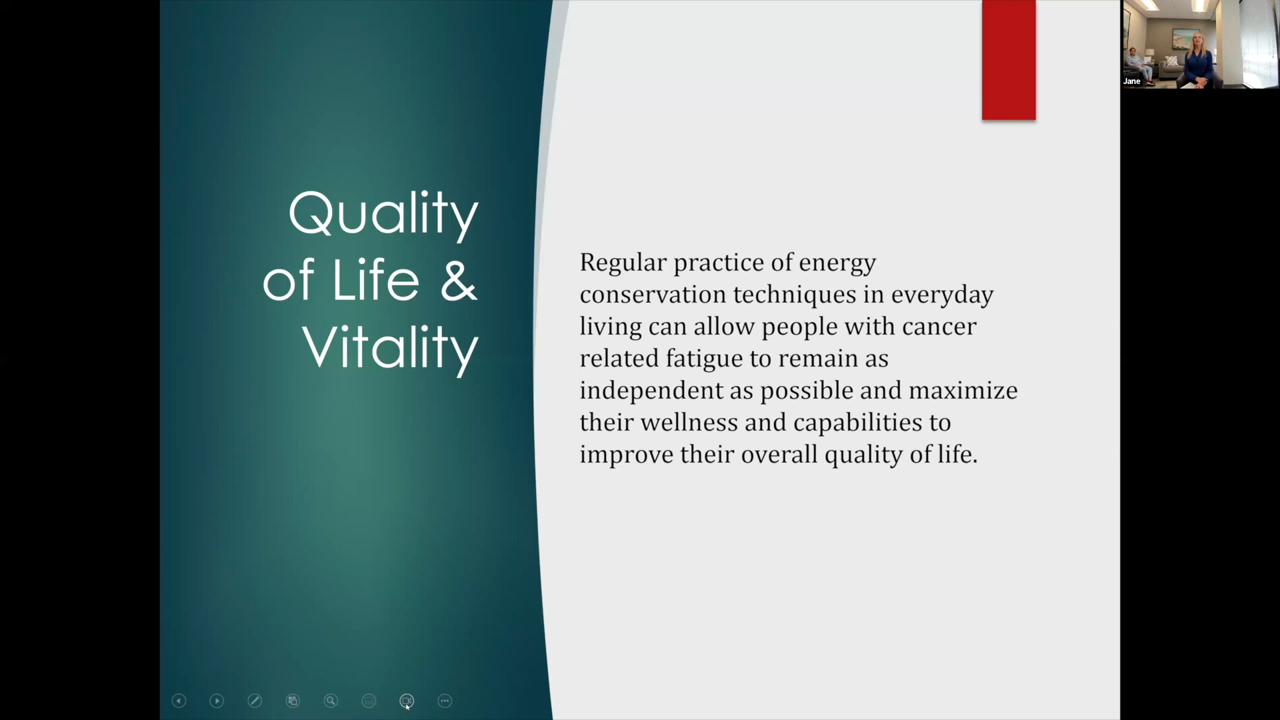 Quality
of Life &
Vitality
Regular practice of energy
conservation techniques in everyday
living can allow people with cancer
related fatigue to remain as
independent as possible and maximize
their wellness and capabilities to
improve their overall quality of life.
Jane